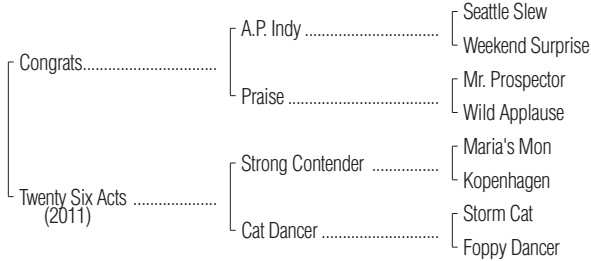 Seattle Slew
A.P. Indy ..............................
Weekend Surprise
Congrats..............................
Mr. Prospector
Praise ..................................
Wild Applause
Maria's Mon
Strong Contender ...............
Kopenhagen
Twenty Six Acts ..................
(2011)
Storm Cat
Cat Dancer ..........................
Foppy Dancer